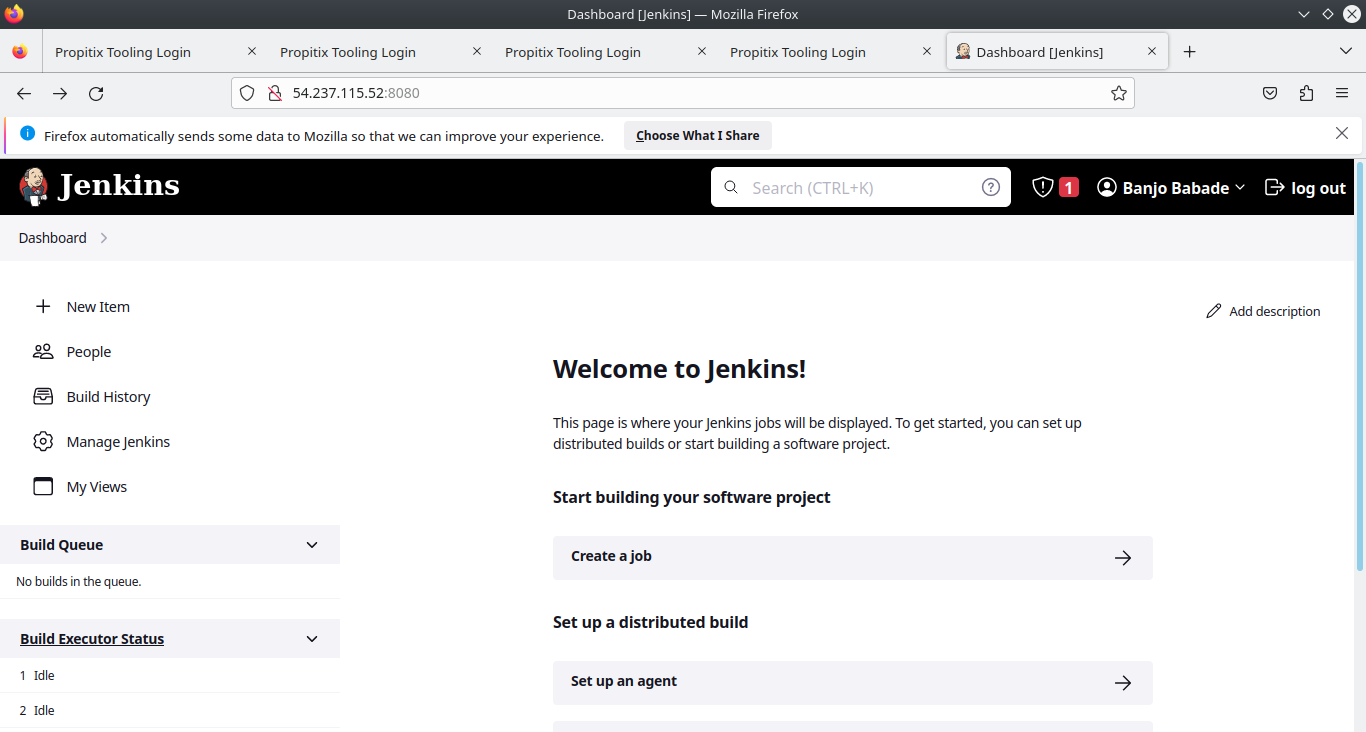 Dashboard [Jenkins] — Mozilla Firefox
Propitix Tooling Login
Propitix Tooling Login
Propitix Tooling Login
Propitix Tooling Login
Dashboard [Jenkins]
54.237.115.52:8080
Firefox automatically sends some data to Mozilla so that we can improve your experience.
Choose What I Share
Jenkins
Search (CTRL+K)
1
Banjo Babade
log out
Dashboard
New Item
People
Build History
Manage Jenkins
My Views
Build Queue
No builds in the queue.
Build Executor Status
1 Idle
2 Idle
Add description
Welcome to Jenkins!
This page is where your Jenkins jobs will be displayed. To get started, you can set up
distributed builds or start building a software project.
Start building your software project
Create a job
Set up a distributed build
Set up an agent